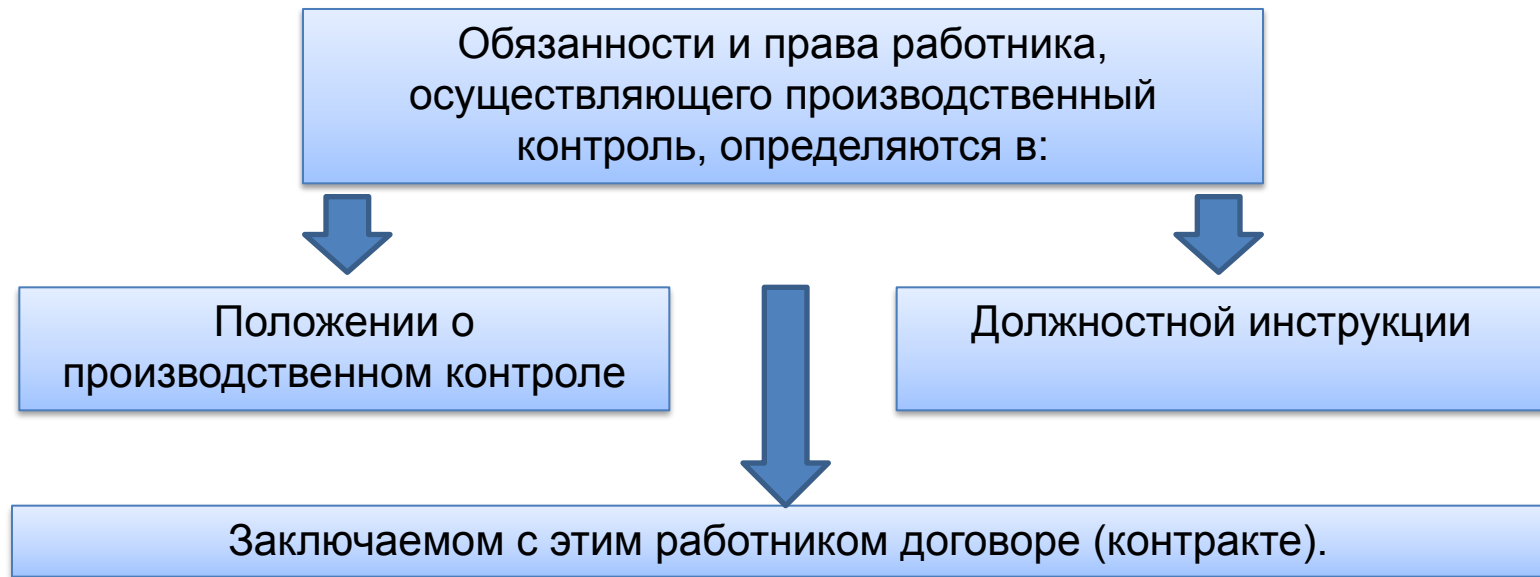 Обязанности и права работника,
осуществляющего производственный
контроль, определяются в:
Положении о
производственном контроле
Должностной инструкции
Заключаемом с этим работником договоре (контракте).